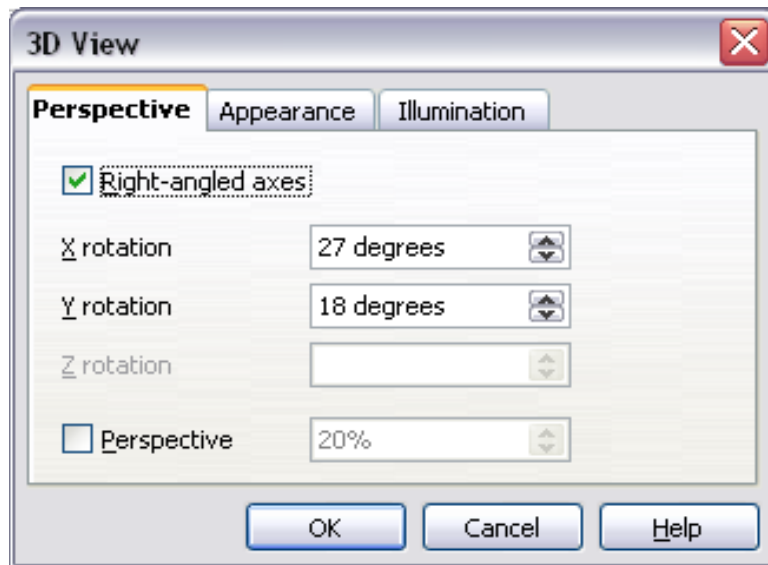 3D View
Perspective Appearance Illumination
Right-angled axes
X rotation 27 degrees
Y rotation 18 degrees
Z rotation
Perspective 20%
OK Cancel Help